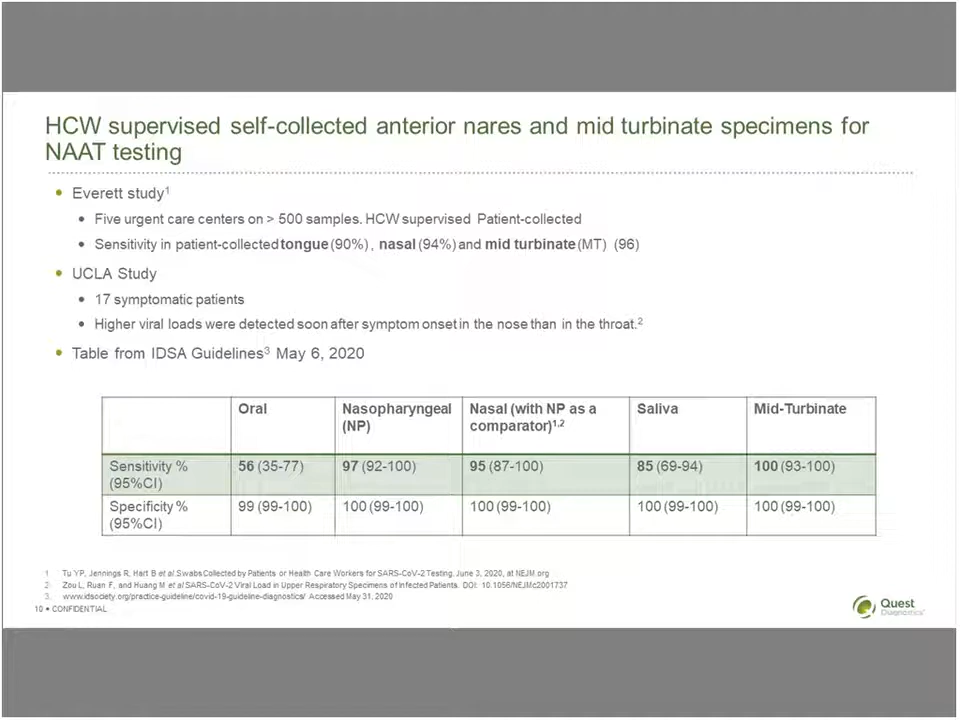 HCW supervised self-collected anterior nares and mid turbinate specimens for
NAAT testing
• Everett study1
• Five urgent care centers on > 500 samples. HCW supervised Patient-collected
• Sensitivity in patient-collected tongue (90%) , nasal (94%) and mid turbinate (MT) (96)
• UCLA Study
• 17 symptomatic patients
• Higher viral loads were detected soon after symptom onset in the nose than in the throat.2
• Table from IDSA Guidelines3 May 6, 2020
Oral Nasopharyngeal Nasal (with NP as a Saliva Mid-Turbinate
(NP) comparator)1,2
Sensitivity % 56 (35-77) 97 (92-100) 95 (87-100) 85 (69-94) 100 (93-100)
(95%CI)
Specificity % 99 (99-100) 100 (99-100) 100 (99-100) 100 (99-100) 100 (99-100)
(95%CI)
1. Tu YP, Jennings R, Hart B et al. Swabs Collected by Patients or Health Care Workers for SARS-CoV-2 Testing. June 3, 2020, at NEJM.org
2. Zou L, Ruan F, and Huang M et al SARS-CoV-2 Viral Load in Upper Respiratory Specimens of Infected Patients. DOI: 10.1056/NEJMc2001737
3. www.idsociety.org/practice-guideline/covid-19-guideline-diagnostics/ Accessed May 31, 2020
10 • CONFIDENTIAL
Quest
Diagnostics